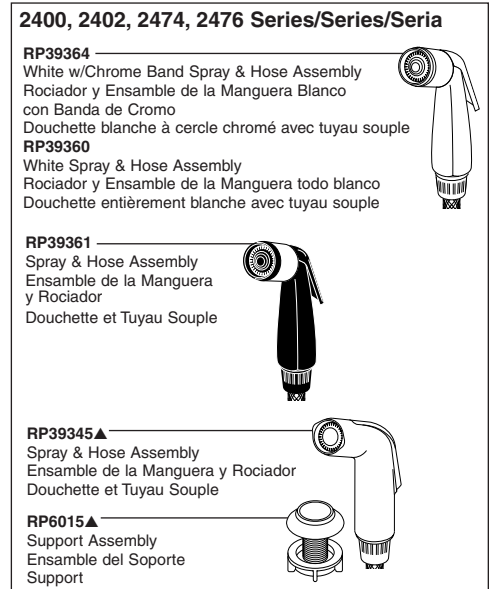 2400, 2402, 2474, 2476 Series/Series/Seria
RP39364
White w/Chrome Band Spray & Hose Assembly
Rociador y Ensamble de la Manguera Blanco
con Banda de Cromo
Douchette blanche à cercle chromé avec tuyau souple
RP39360
White Spray & Hose Assembly
Rociador y Ensamble de la Manguera todo blanco
Douchette entièrement blanche avec tuyau souple
RP39361
Spray & Hose Assembly
Ensamble de la Manguera
y Rociador
Douchette et Tuyau Souple
RP39345▲
Spray & Hose Assembly
Ensamble de la Manguera y Rociador
Douchette et Tuyau Souple
RP6015▲
Support Assembly
Ensamble del Soporte
Support